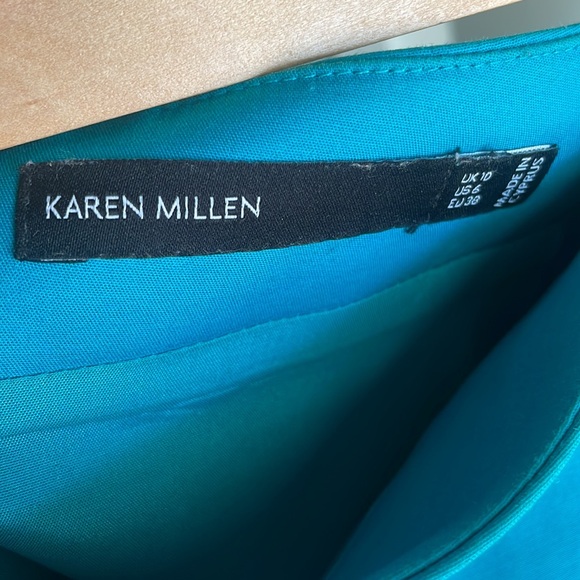 KAREN MILLEN
UK 10
US 6
EU 38
MADE IN
CYPRUS